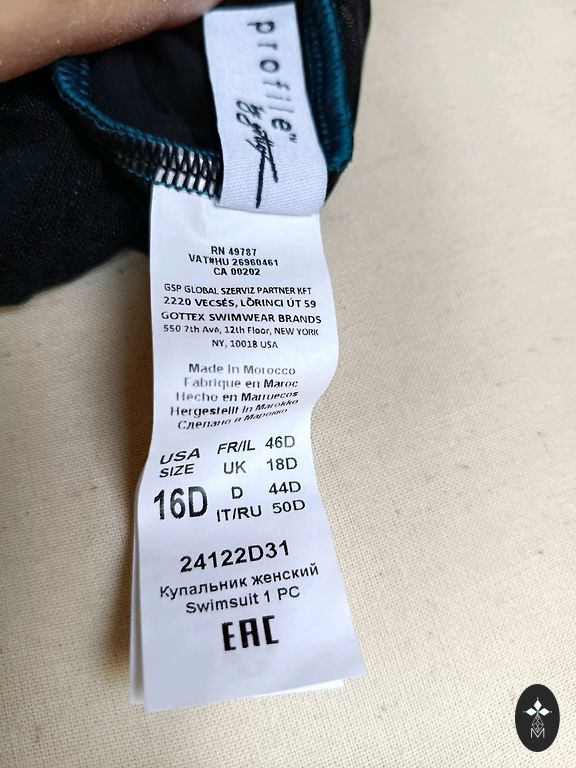 profile™
by gottex
RN 49787
VAT#HU 26960461
CA 00202
GSP GLOBAL SZERVIZ PARTNER KFT
2220 VECSÉS, LŐRINCI ÚT 59
GOTTEX SWIMWEAR BRANDS
550 7th Ave, 12th Floor, NEW YORK
NY, 10018 USA
Made In Morocco
Fabrique en Maroc
Hecho en Marruecos
Hergestellt in Marokko
Сделано в Марокко
USA SIZE 16D
FR/IL 46D
UK 18D
D 44D
IT/RU 50D
24122D31
Купальник женский
Swimsuit 1 PC
EAC
M